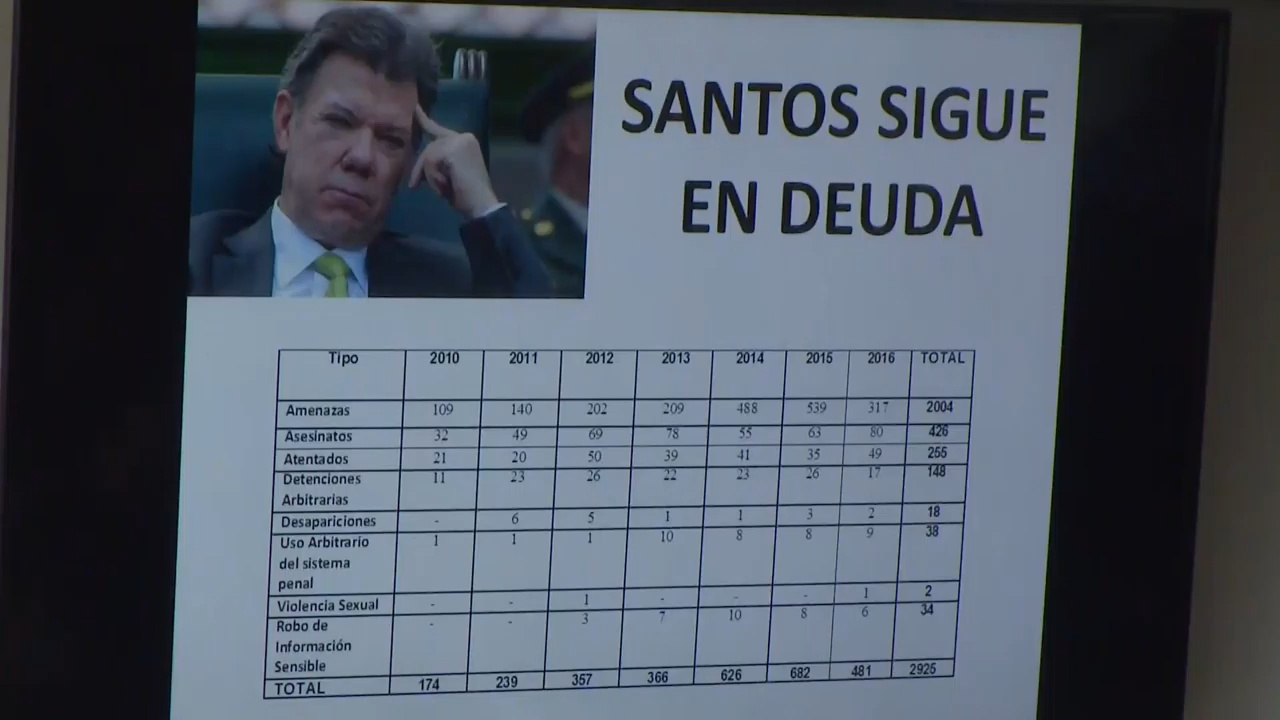 SANTOS SIGUE
EN DEUDA
Tipo 2010 2011 2012 2013 2014 2015 2016 TOTAL
Amenazas 109 140 202 209 488 539 317 2004
Asesinatos 32 49 69 78 55 63 80 426
Atentados 21 20 50 39 41 35 49 255
Detenciones 11 23 26 22 23 26 17 148
Arbitrarias
Desapariciones - 6 5 1 1 3 2 18
Uso Arbitrario 1 1 1 10 8 8 9 38
del sistema
penal
Violencia Sexual - - 1 - - - 1 2
Robo de - - 3 7 10 8 6 34
Información
Sensible
TOTAL 174 239 357 366 626 682 481 2925